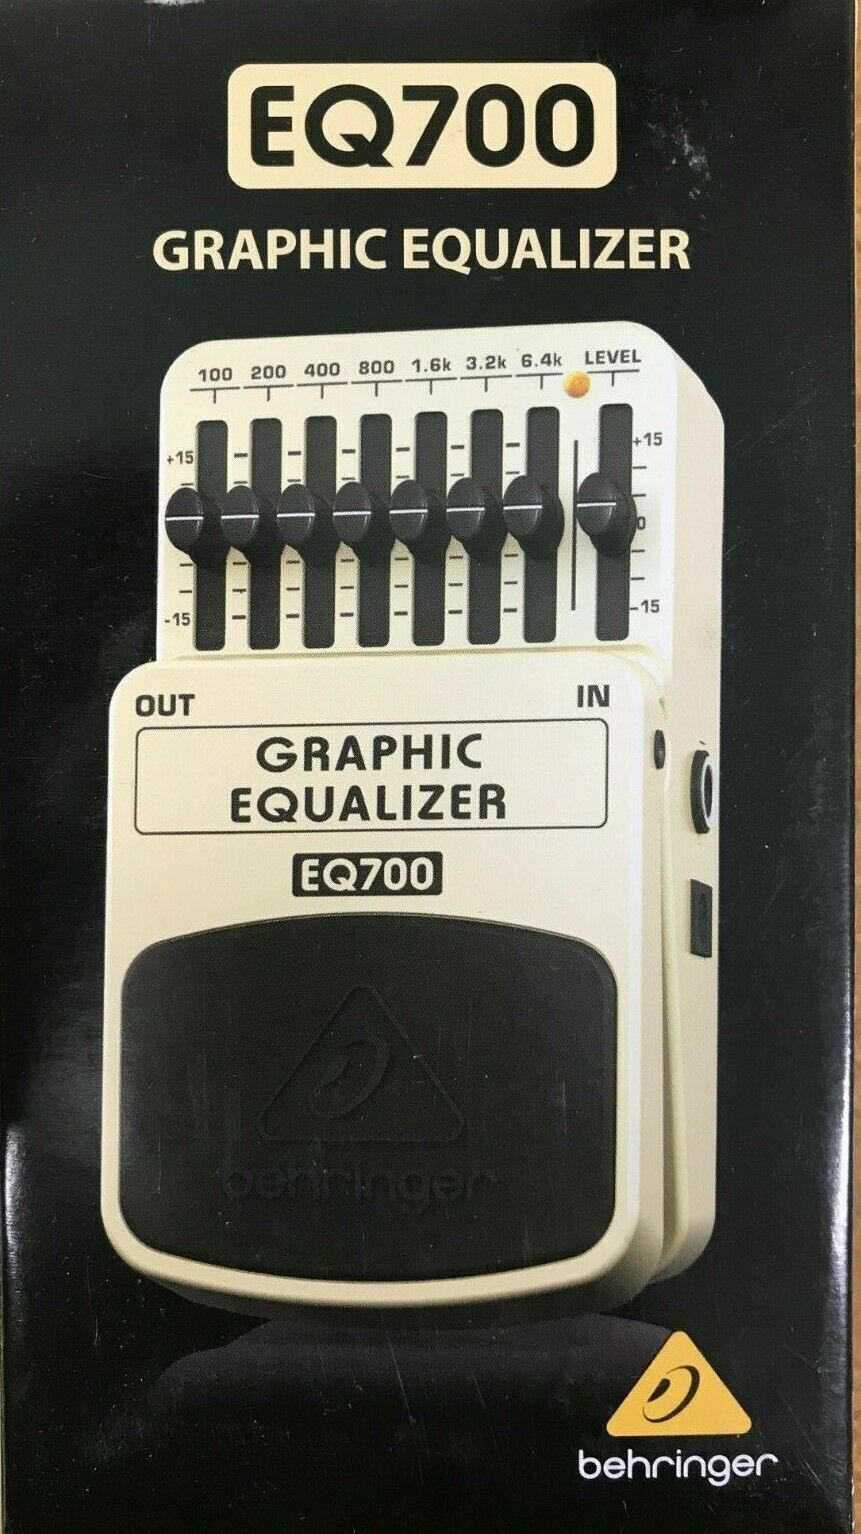 EQ700
GRAPHIC EQUALIZER
100 200 400 800 1.6k 3.2k 6.4k LEVEL
+15 +15
0
-15 -15
OUT IN
GRAPHIC
EQUALIZER
EQ700
behringer
behringer